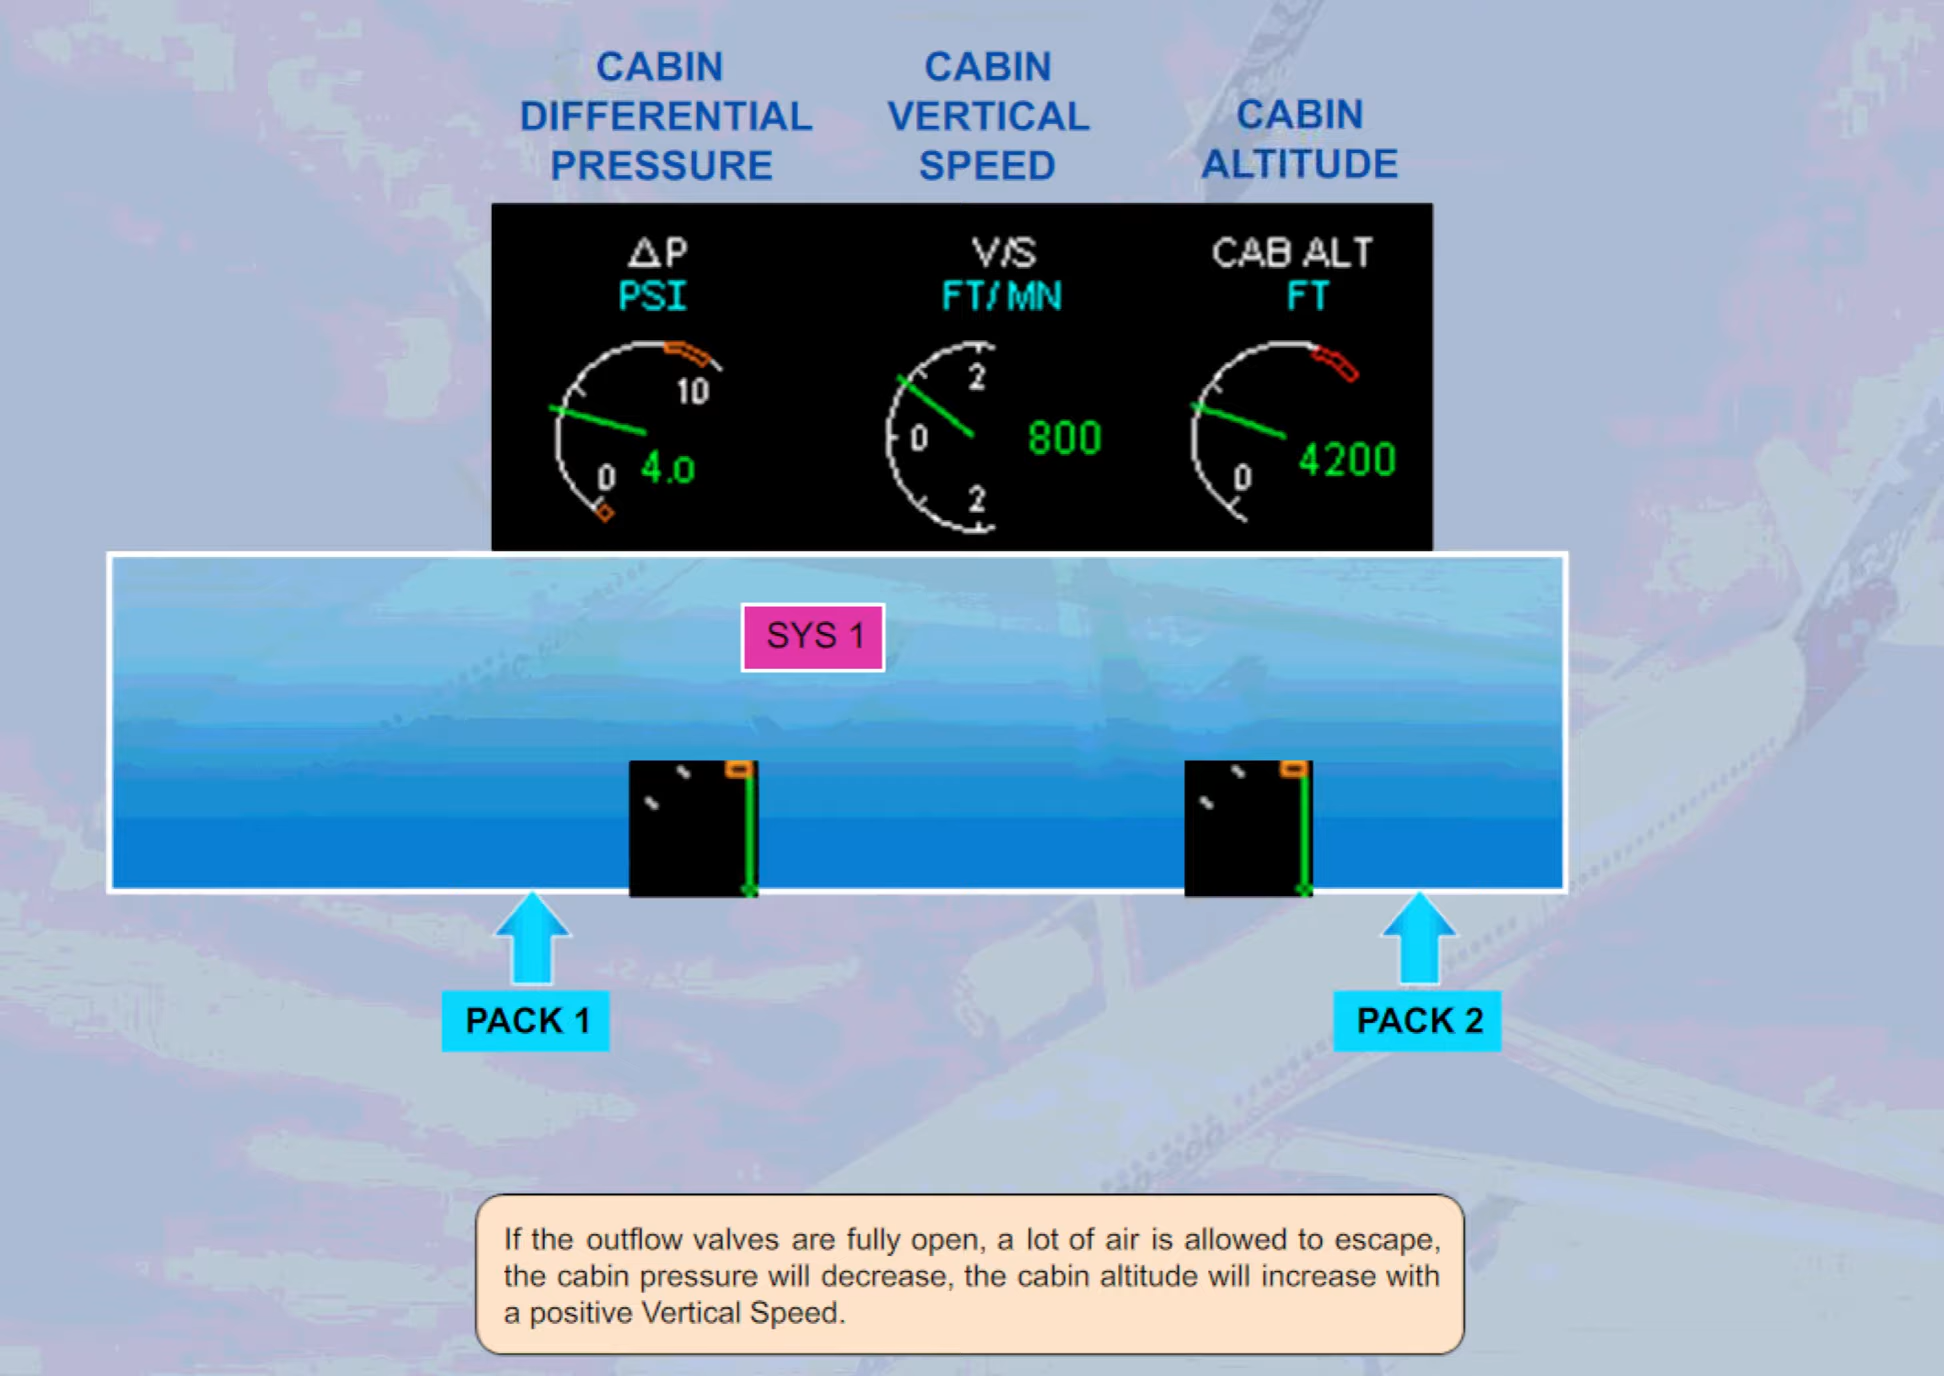 CABIN
DIFFERENTIAL
PRESSURE
CABIN
VERTICAL
SPEED
CABIN
ALTITUDE
ΔP
PSI
10
0
4.0
V/S
FT/MN
2
0
800
2
CAB ALT
FT
0
4200
SYS 1
PACK 1
PACK 2
If the outflow valves are fully open, a lot of air is allowed to escape,
the cabin pressure will decrease, the cabin altitude will increase with
a positive Vertical Speed.